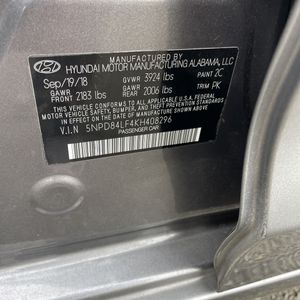 MANUFACTURED BY
HYUNDAI MOTOR MANUFACTURING ALABAMA, LLC
Sep/19/18 GVWR 3924 lbs PAINT 2C
GAWR FRONT 2183 lbs GAWR REAR 2006 lbs TRIM PK
THIS VEHICLE CONFORMS TO ALL APPLICABLE U.S.A. FEDERAL
MOTOR VEHICLE SAFETY, BUMPER, AND THEFT PREVENTION STANDARDS
IN EFFECT ON THE DATE OF MANUFACTURE SHOWN ABOVE.
V.I.N 5NPD84LF4KH408296
PASSENGER CAR